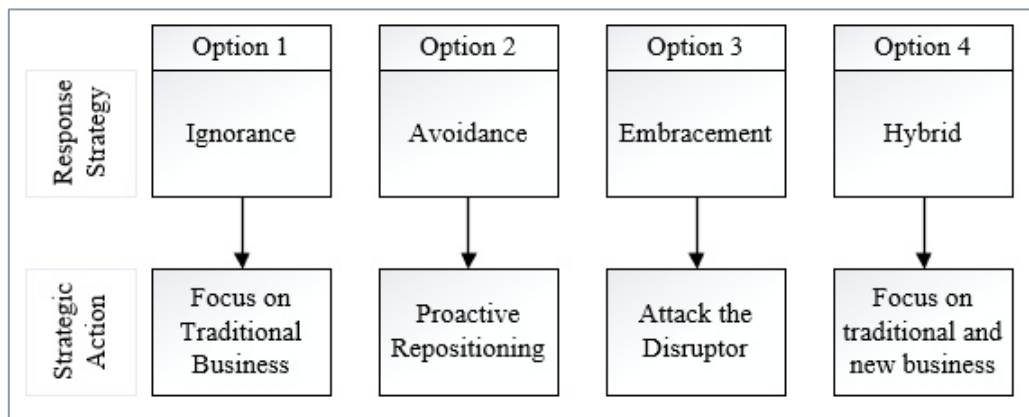 Option 1
Option 2
Option 3
Option 4
Response
Strategy
Ignorance
Avoidance
Embracement
Hybrid
Strategic
Action
Focus on
Traditional
Business
Proactive
Repositioning
Attack the
Disruptor
Focus on
traditional and
new business